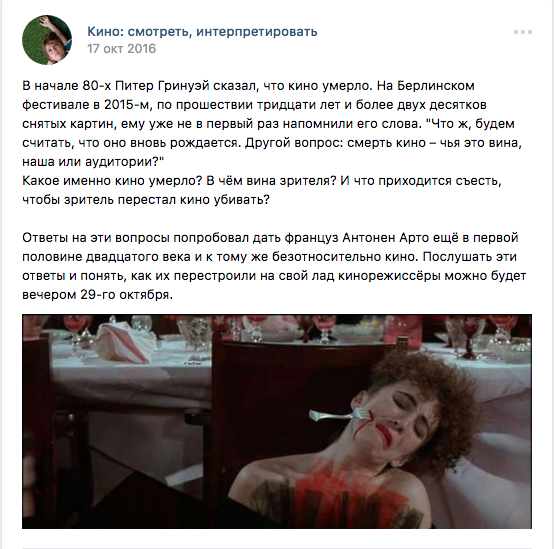 Кино: смотреть, интерпретировать
17 окт 2016
В начале 80-х Питер Гринуэй сказал, что кино умерло. На Берлинском
фестивале в 2015-м, по прошествии тридцати лет и более двух десятков
снятых картин, ему уже не в первый раз напомнили его слова. "Что ж, будем
считать, что оно вновь рождается. Другой вопрос: смерть кино – чья это вина,
наша или аудитории?"
Какое именно кино умерло? В чём вина зрителя? И что приходится съесть,
чтобы зритель перестал кино убивать?
Ответы на эти вопросы попробовал дать француз Антонен Арто ещё в первой
половине двадцатого века и к тому же безотносительно кино. Послушать эти
ответы и понять, как их перестроили на свой лад кинорежиссёры можно будет
вечером 29-го октября.